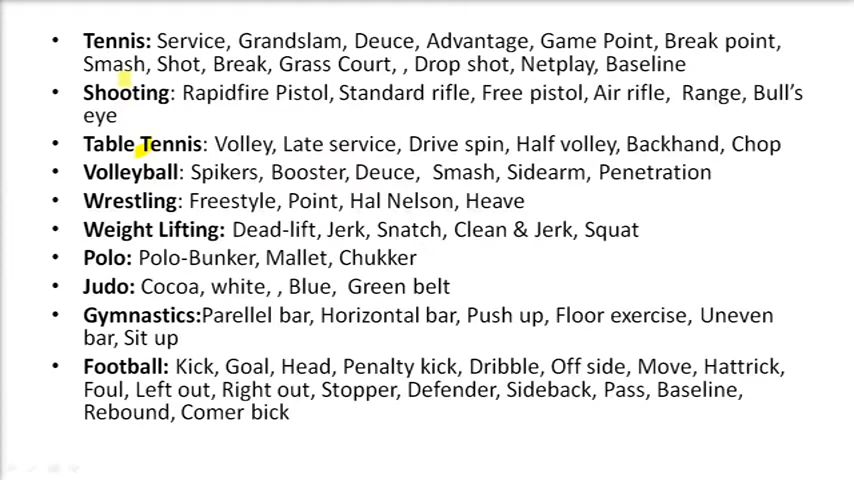 • Tennis: Service, Grandslam, Deuce, Advantage, Game Point, Break point,
Smash, Shot, Break, Grass Court, , Drop shot, Netplay, Baseline
• Shooting: Rapidfire Pistol, Standard rifle, Free pistol, Air rifle, Range, Bull's
eye
• Table Tennis: Volley, Late service, Drive spin, Half volley, Backhand, Chop
• Volleyball: Spikers, Booster, Deuce, Smash, Sidearm, Penetration
• Wrestling: Freestyle, Point, Hal Nelson, Heave
• Weight Lifting: Dead-lift, Jerk, Snatch, Clean & Jerk, Squat
• Polo: Polo-Bunker, Mallet, Chukker
• Judo: Cocoa, white, , Blue, Green belt
• Gymnastics:Parellel bar, Horizontal bar, Push up, Floor exercise, Uneven
bar, Sit up
• Football: Kick, Goal, Head, Penalty kick, Dribble, Off side, Move, Hattrick,
Foul, Left out, Right out, Stopper, Defender, Sideback, Pass, Baseline,
Rebound, Comer bick